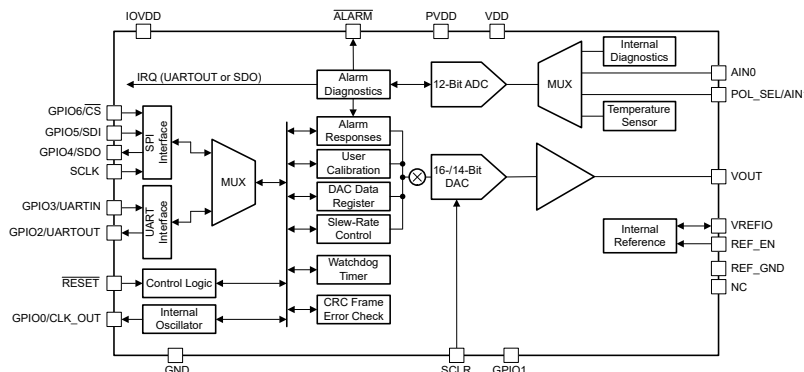 IOVDD
ALARM
PVDD
VDD
IRQ (UARTOUT or SDO)
Alarm
Diagnostics
12-Bit ADC
MUX
Internal
Diagnostics
Temperature
Sensor
AIN0
POL_SEL/AIN
GPIO6/CS
GPIO5/SDI
GPIO4/SDO
SCLK
SPI
Interface
GPIO3/UARTIN
GPIO2/UARTOUT
UART
Interface
MUX
Alarm
Responses
User
Calibration
DAC Data
Register
Slew-Rate
Control
16-/14-Bit
DAC
VOUT
Internal
Reference
VREFIO
REF_EN
REF_GND
NC
RESET
Control Logic
Watchdog
Timer
GPIO0/CLK_OUT
Internal
Oscillator
CRC Frame
Error Check
GND
SCLR
GPIO1